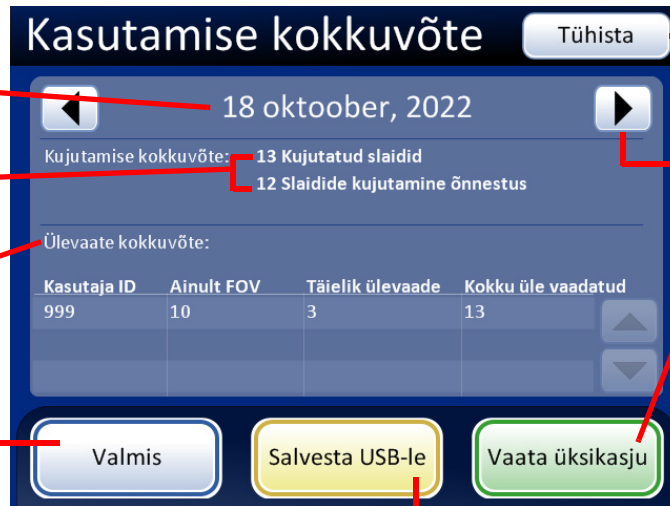 Kasutamise kokkuvõte Tühista
18 oktoober, 2022
Kujutamise kokkuvõte: 13 Kujutatud slaidid
12 Slaidide kujutamine õnnestus
Ülevaate kokkuvõte:
Kasutaja ID Ainult FOV Täielik ülevaade Kokku üle vaadatud
999 10 3 13
Valmis Salvesta USB-le Vaata üksikasju